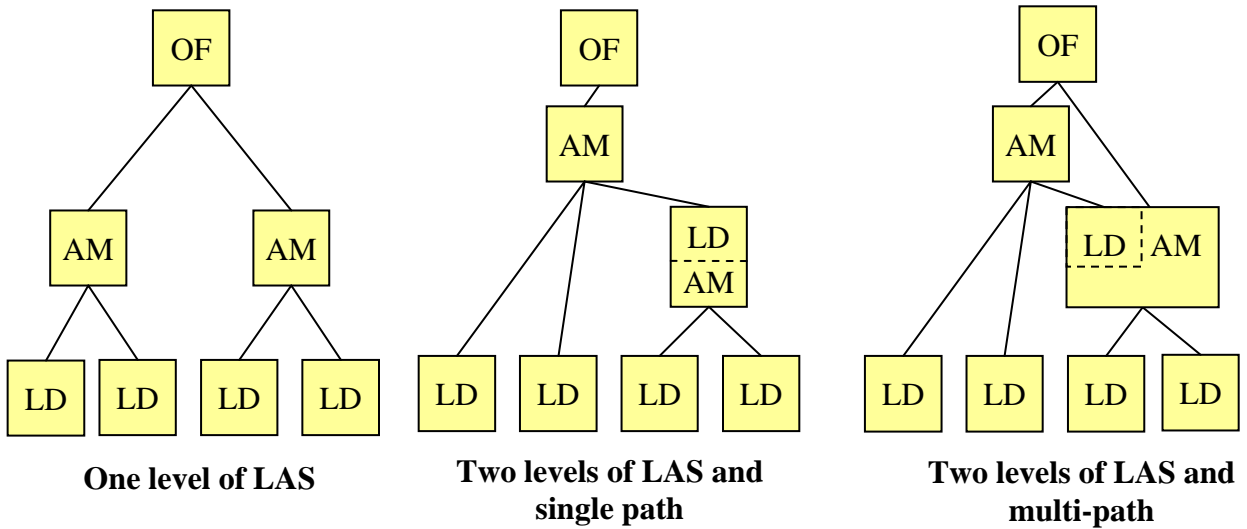 OF
AM AM
LD LD LD LD
One level of LAS
OF
AM
LD
AM
LD LD LD LD
Two levels of LAS and
single path
OF
AM
LD AM
LD LD LD LD
Two levels of LAS and
multi-path